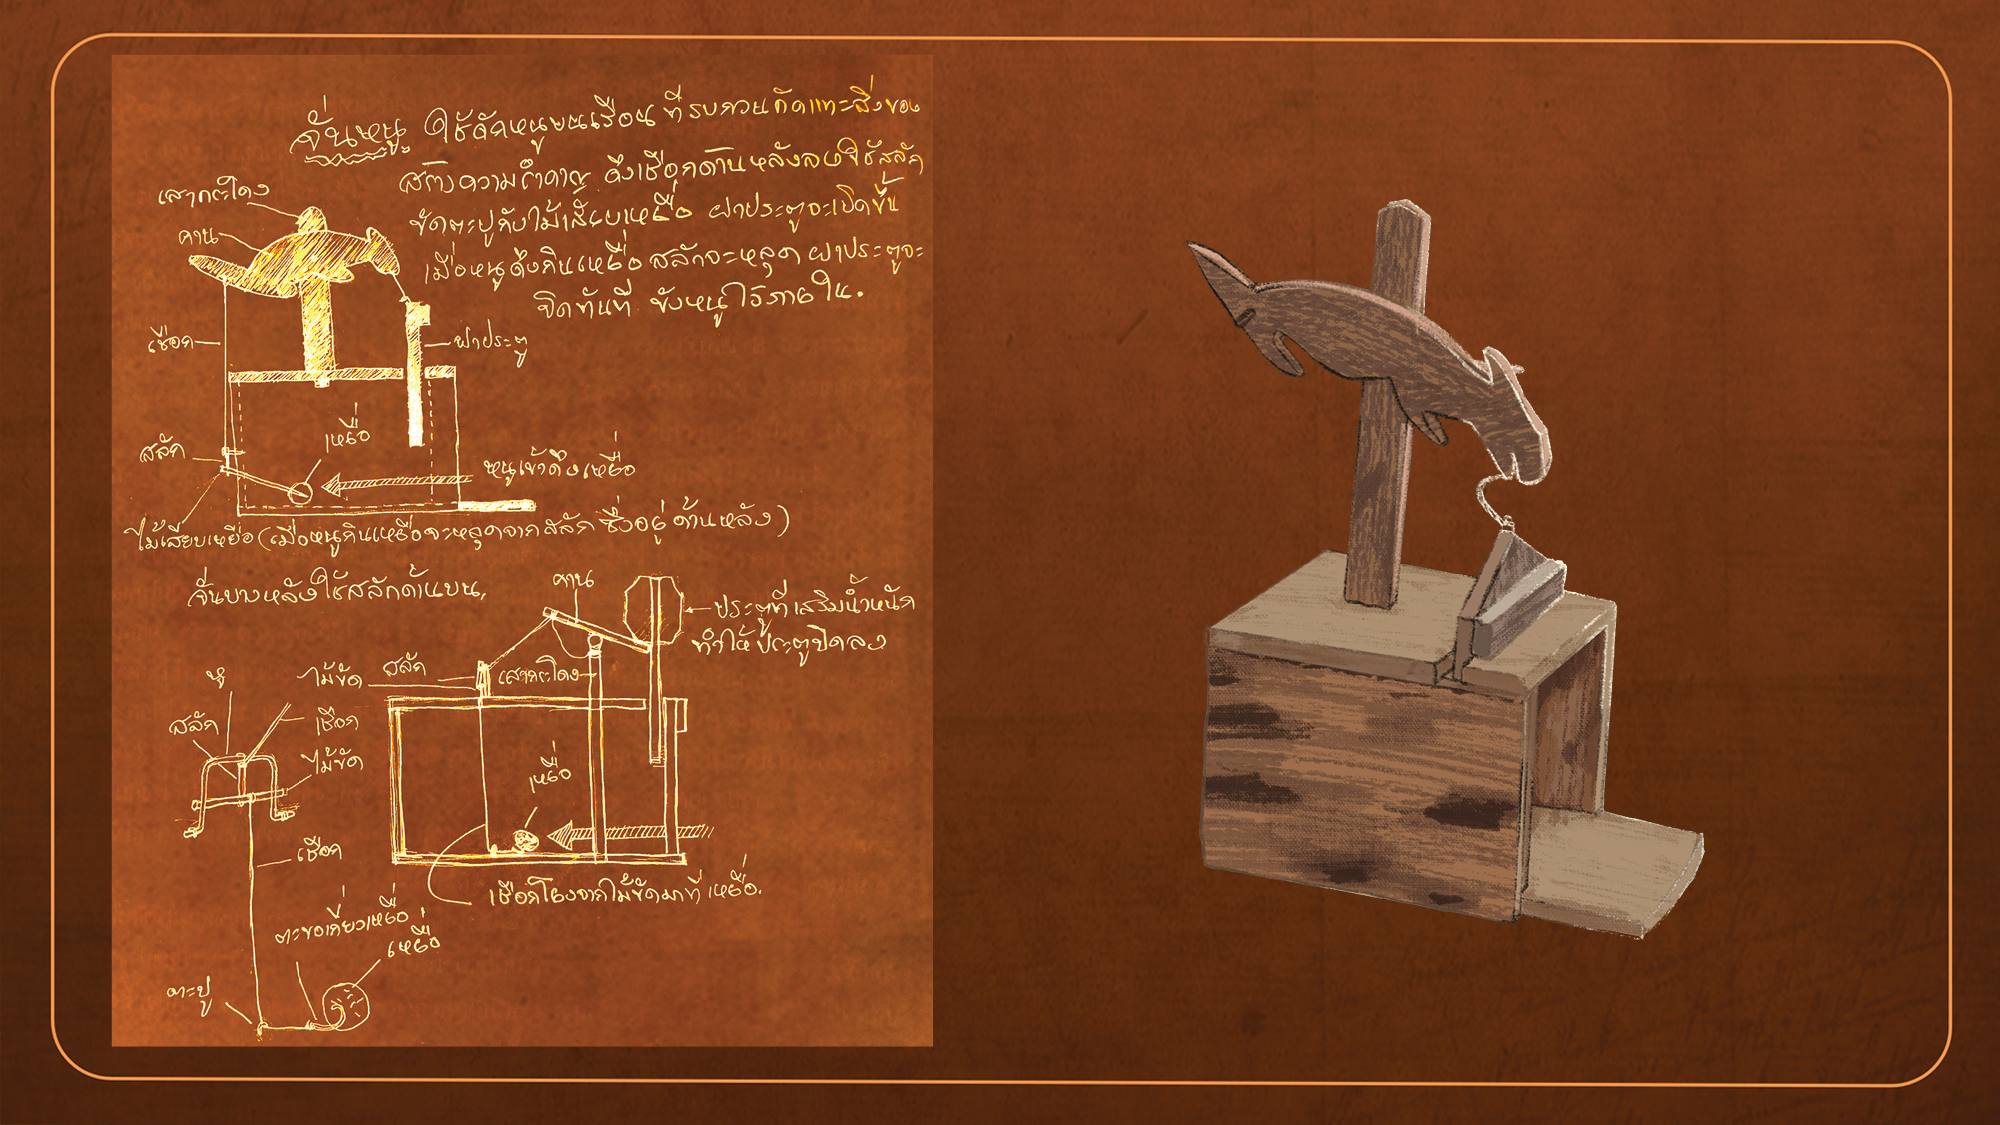 จั่นหนู ใช้ดักหนูบนเรือน ที่รบกวนกัดแทะสิ่งของ
สร้างความรำคาญ ดึงเชือกด้านหลังลงใช้สลัก
ขัดตะปูกับไม้เสียบเหยื่อ ฝาประตูจะเปิดขึ้น
เมื่อหนูดึงกินเหยื่อ สลักจะหลุด ฝาประตูจะ
ปิดทันที ขังหนูไว้ภายใน.
เสากระโดง
คาน
เชือก
ฝาประตู
เหยื่อ
สลัก
หนูเข้าดึงเหยื่อ
ไม้เสียบเหยื่อ (เมื่อหนูกินเหยื่อจะหลุดจากสลัก ซึ่งอยู่ด้านหลัง)
จั่นบางหลังใช้สลักด้านบน
คาน
ประตูที่เสริมน้ำหนัก
ทำให้ประตูปิดลง
สลัก
ไม้ขัด
เสากระโดง
หู
สลัก
เชือก
ไม้ขัด
เหยื่อ
เชือก
เชือกโยงจากไม้ขัดมาที่เหยื่อ.
ตะขอเกี่ยวเหยื่อ
เหยื่อ
ตะปู